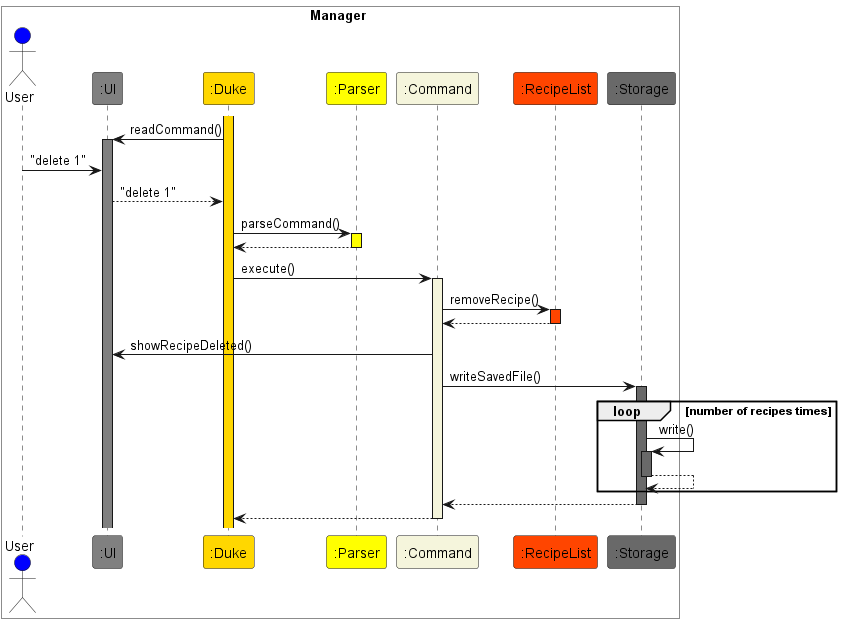 Manager
User
:UI
:Duke
:Parser
:Command
:RecipeList
:Storage
readCommand()
"delete 1"
"delete 1"
parseCommand()
execute()
removeRecipe()
showRecipeDeleted()
writeSavedFile()
loop
[number of recipes times]
write()
User
:UI
:Duke
:Parser
:Command
:RecipeList
:Storage